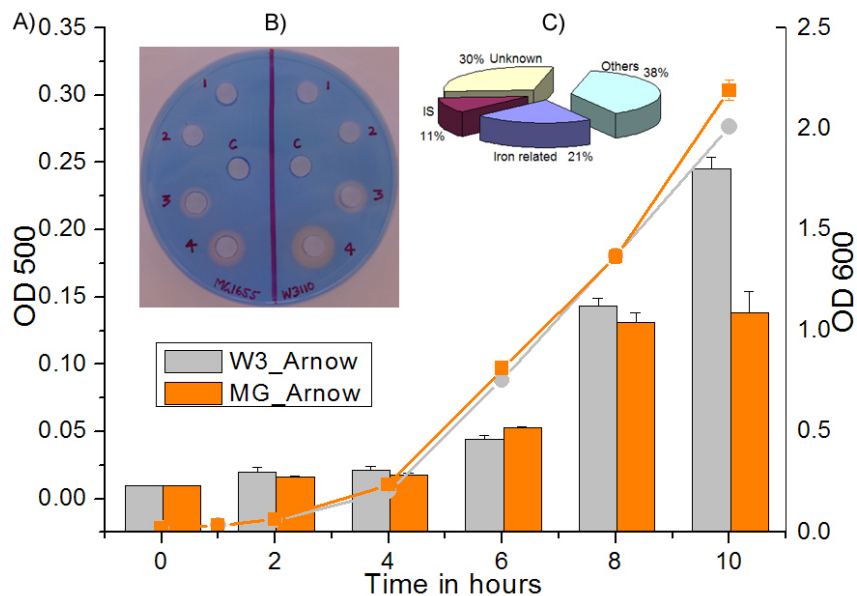 A)
B)
C)
0.35
0.30
0.25
0.20
0.15
0.10
0.05
0.00
OD 500
2.5
2.0
1.5
1.0
0.5
0.0
OD 600
1
1
2
2
C
C
3
3
4
4
MG1655
W3110
30% Unknown
Others
38%
IS
11%
Iron related 21%
W3_Arnow
MG_Arnow
0 2 4 6 8 10
Time in hours